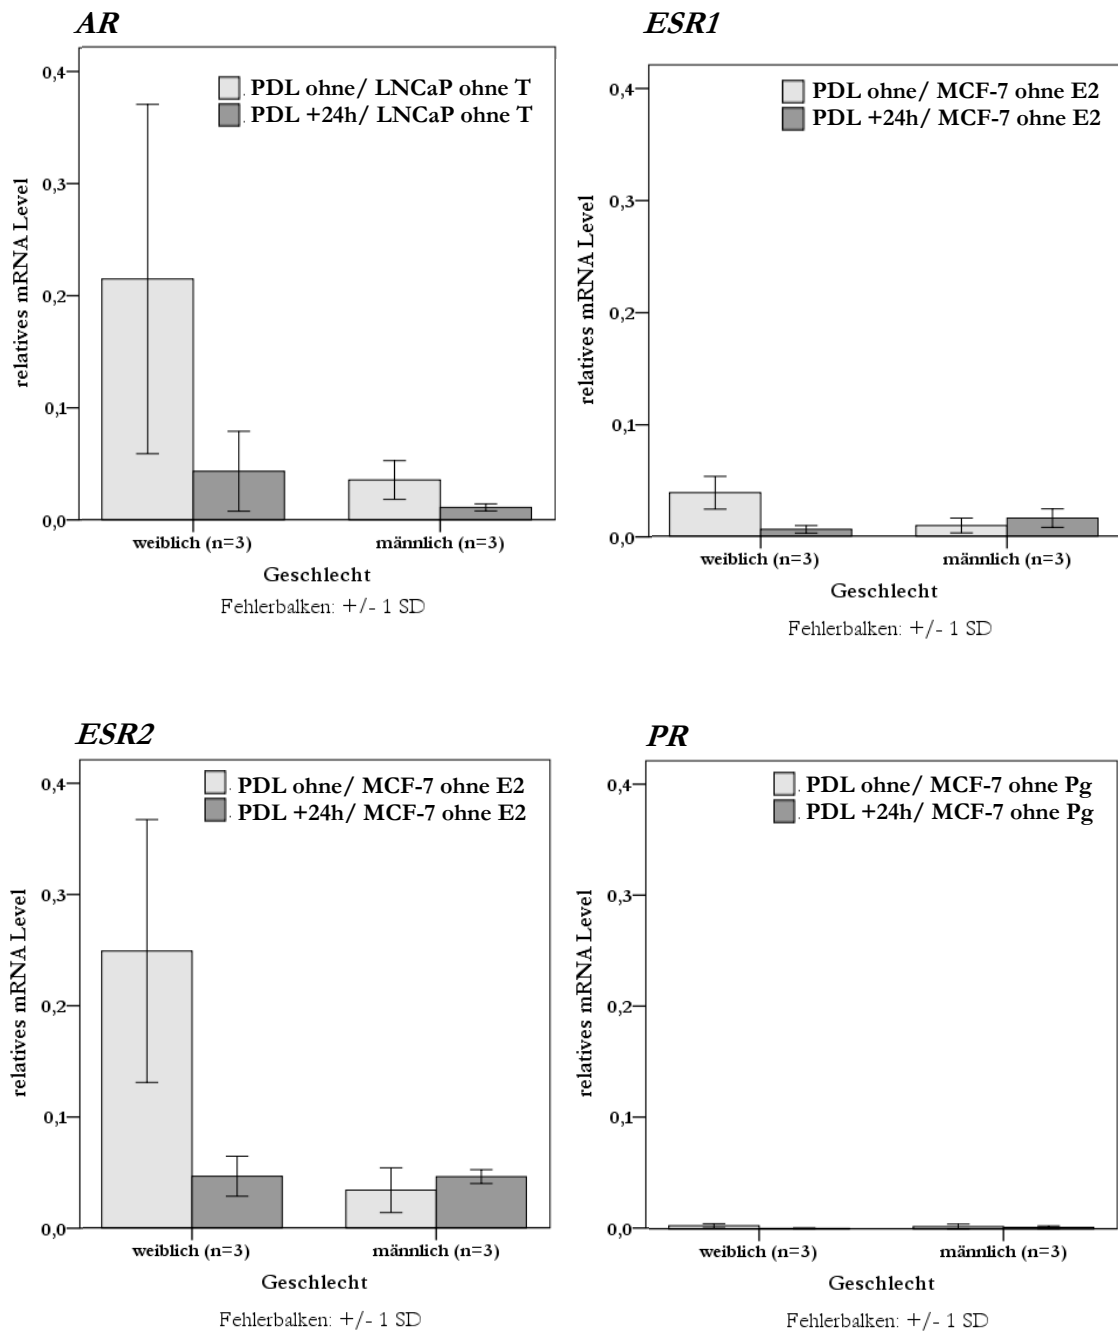 AR
PDL ohne/ LNCaP ohne T
PDL +24h/ LNCaP ohne T
relatives mRNA Level
0,4
0,3
0,2
0,1
0,0
weiblich (n=3)
männlich (n=3)
Geschlecht
Fehlerbalken: +/- 1 SD
ESR1
PDL ohne/ MCF-7 ohne E2
PDL +24h/ MCF-7 ohne E2
relatives mRNA Level
0,4
0,3
0,2
0,1
0,0
weiblich (n=3)
männlich (n=3)
Geschlecht
Fehlerbalken: +/- 1 SD
ESR2
PDL ohne/ MCF-7 ohne E2
PDL +24h/ MCF-7 ohne E2
relatives mRNA Level
0,4
0,3
0,2
0,1
0,0
weiblich (n=3)
männlich (n=3)
Geschlecht
Fehlerbalken: +/- 1 SD
PR
PDL ohne/ MCF-7 ohne Pg
PDL +24h/ MCF-7 ohne Pg
relatives mRNA Level
0,4
0,3
0,2
0,1
0,0
weiblich (n=3)
männlich (n=3)
Geschlecht
Fehlerbalken: +/- 1 SD